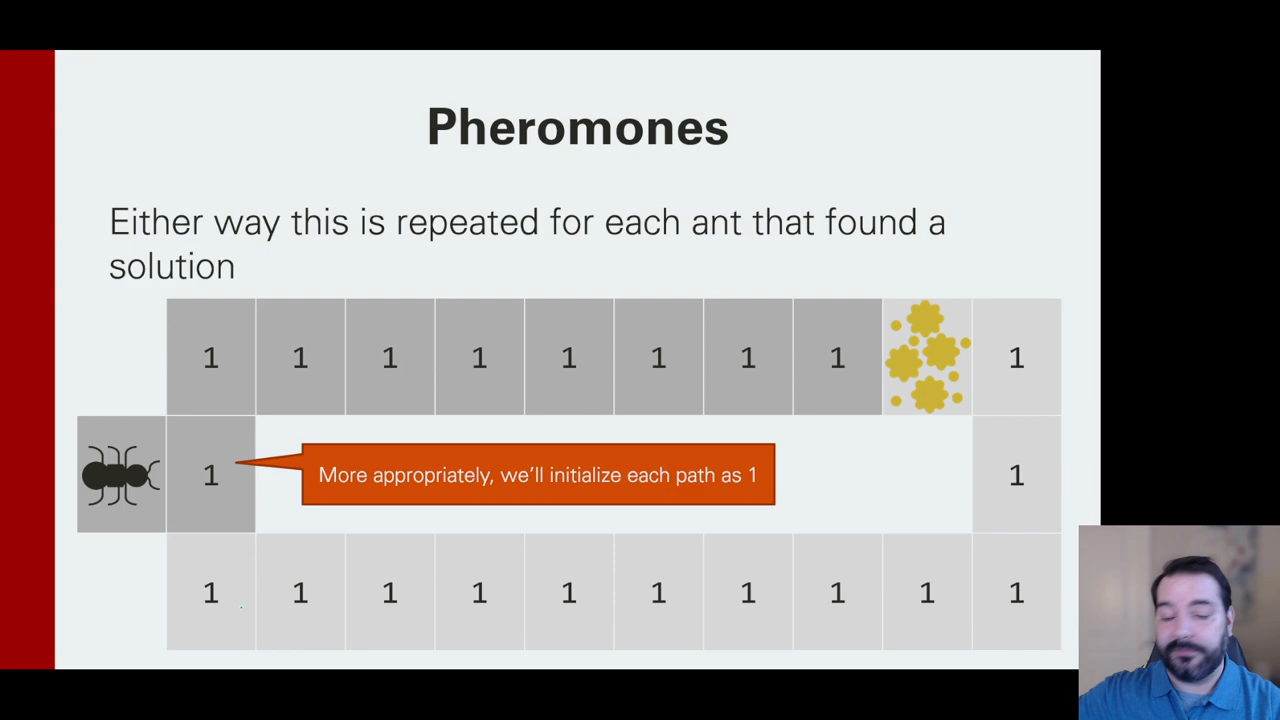 Pheromones
Either way this is repeated for each ant that found a
solution
1 1 1 1 1 1 1 1 1
1 More appropriately, we'll initialize each path as 1 1
1 1 1 1 1 1 1 1 1 1